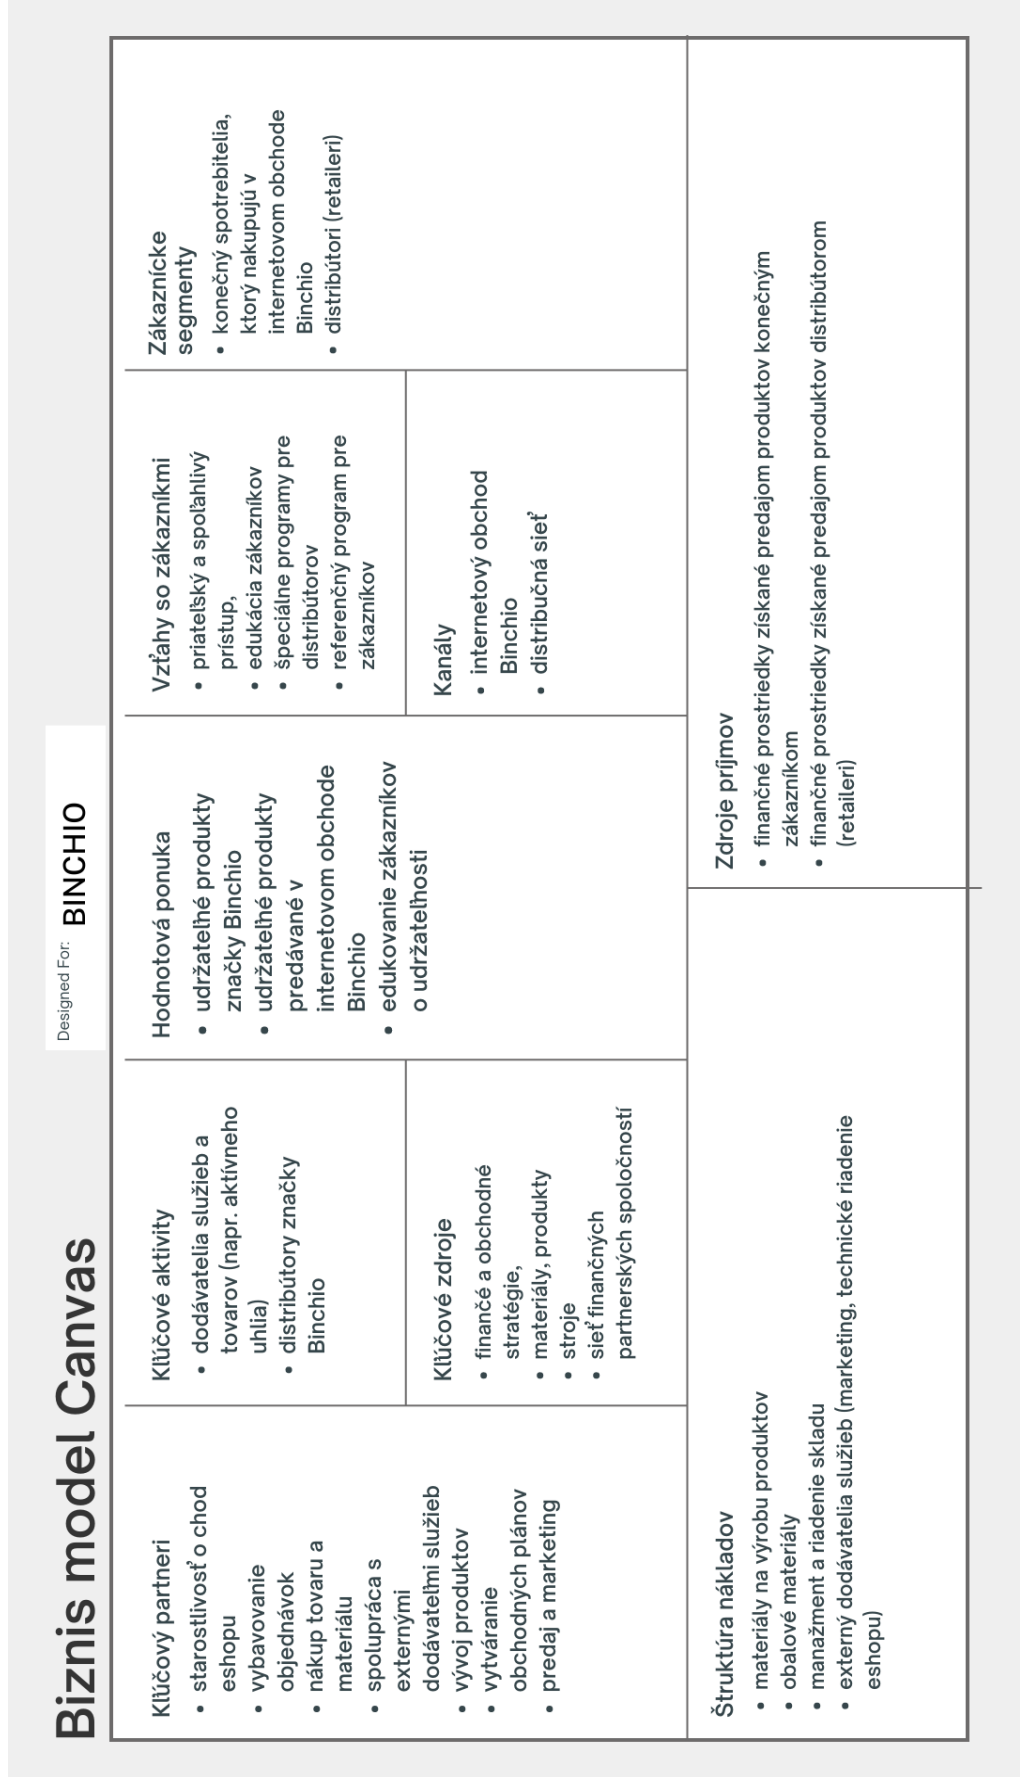 Biznis model Canvas
Designed For:
BINCHIO
Kľúčový partneri
• starostlivosť o chod
eshopu
• vybavovanie
objednávok
• nákup tovaru a
materiálu
• spolupráca s
externými
dodávateľmi služieb
• vývoj produktov
• vytváranie
obchodných plánov
• predaj a marketing
Kľúčové aktivity
• dodávatelia služieb a
tovarov (napr. aktívneho
uhlia)
• distribútory značky
Binchio
Kľúčové zdroje
• finančé a obchodné
stratégie,
• materiály, produkty
• stroje
• sieť finančných
partnerských spoločností
Hodnotová ponuka
• udržateľné produkty
značky Binchio
• udržateľné produkty
predávané v
internetovom obchode
Binchio
• edukovanie zákazníkov
o udržateľnosti
Vzťahy so zákazníkmi
• priateľský a spoľahlivý
prístup,
• edukácia zákazníkov
• špeciálne programy pre
distribútorov
• referenčný program pre
zákazníkov
Kanály
• internetový obchod
Binchio
• distribučná sieť
Zákaznícke
segmenty
• konečný spotrebitelia,
ktorý nakupujú v
internetovom obchode
Binchio
• distribútori (retaileri)
Štruktúra nákladov
• materiály na výrobu produktov
• obalové materiály
• manažment a riadenie skladu
• externý dodávatelia služieb (marketing, technické riadenie
eshopu)
Zdroje príjmov
• finančné prostriedky získané predajom produktov konečným
zákazníkom
• finančné prostriedky získané predajom produktov distribútorom
(retaileri)